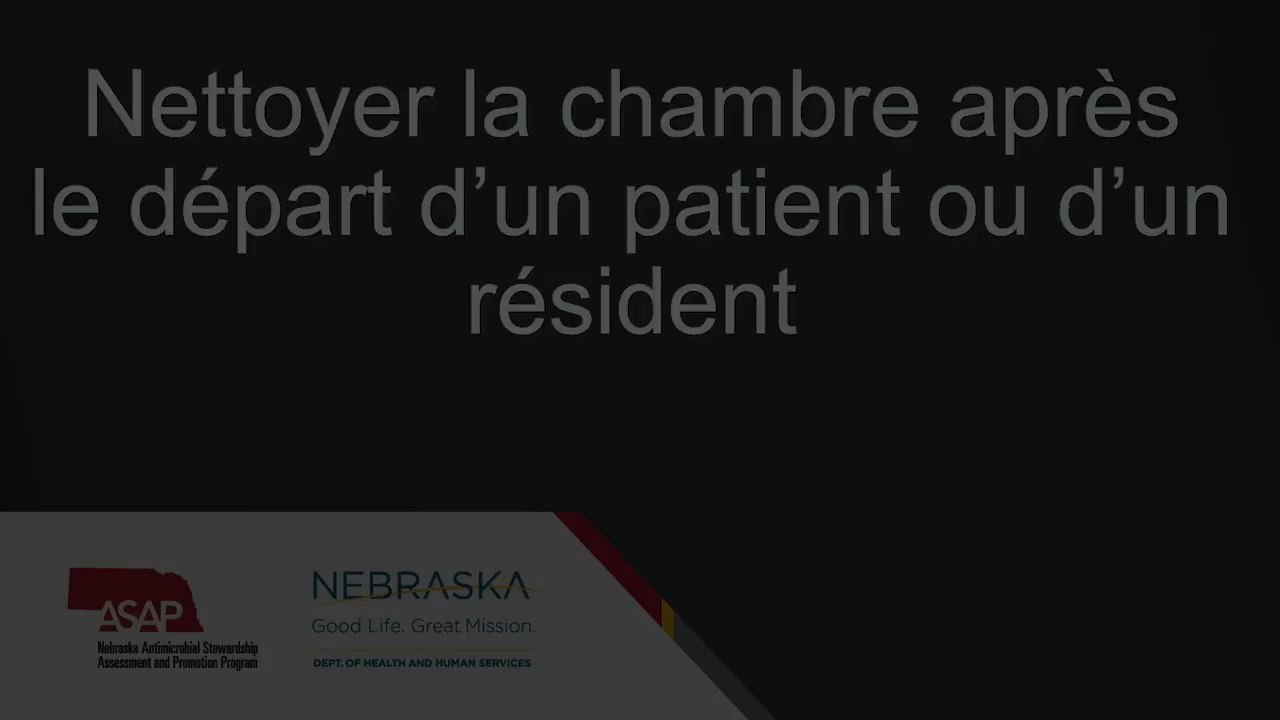 Nettoyer la chambre après
le départ d’un patient ou d’un
résident
ASAP
Nebraska Antimicrobial Stewardship
Assessment and Promotion Program
NEBRASKA
Good Life. Great Mission.
DEPT. OF HEALTH AND HUMAN SERVICES